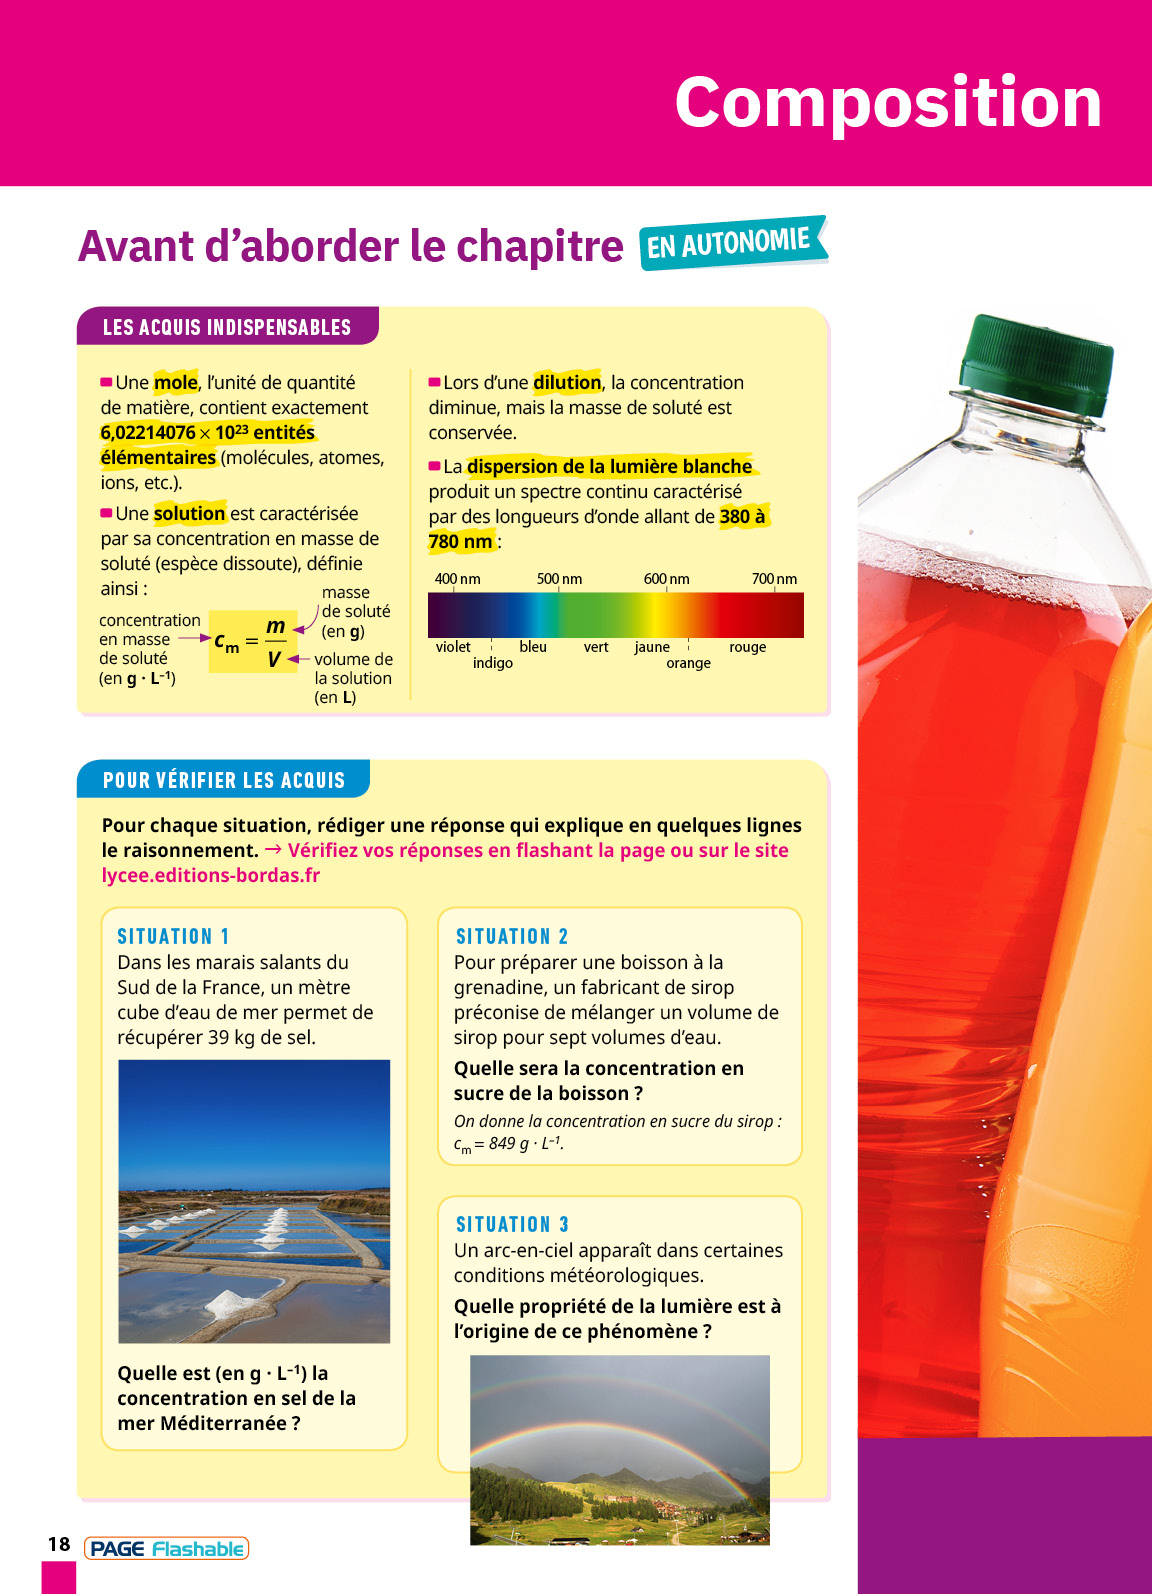 Composition
Avant d’aborder le chapitre
EN AUTONOMIE
LES ACQUIS INDISPENSABLES
Une mole, l’unité de quantité
de matière, contient exactement
6,02214076 × 10²³ entités
élémentaires (molécules, atomes,
ions, etc.).
Une solution est caractérisée
par sa concentration en masse de
soluté (espèce dissoute), définie
ainsi :
concentration
en masse
de soluté
(en g · L⁻¹)
cₘ = m / V
masse
de soluté
(en g)
volume de
la solution
(en L)
Lors d’une dilution, la concentration
diminue, mais la masse de soluté est
conservée.
La dispersion de la lumière blanche
produit un spectre continu caractérisé
par des longueurs d’onde allant de 380 à
780 nm :
400 nm 500 nm 600 nm 700 nm
violet bleu vert jaune rouge
indigo orange
POUR VÉRIFIER LES ACQUIS
Pour chaque situation, rédiger une réponse qui explique en quelques lignes
le raisonnement. → Vérifiez vos réponses en flashant la page ou sur le site
lycee.editions-bordas.fr
SITUATION 1
Dans les marais salants du
Sud de la France, un mètre
cube d’eau de mer permet de
récupérer 39 kg de sel.
Quelle est (en g · L⁻¹) la
concentration en sel de la
mer Méditerranée ?
SITUATION 2
Pour préparer une boisson à la
grenadine, un fabricant de sirop
préconise de mélanger un volume de
sirop pour sept volumes d’eau.
Quelle sera la concentration en
sucre de la boisson ?
On donne la concentration en sucre du sirop :
cₘ = 849 g · L⁻¹.
SITUATION 3
Un arc-en-ciel apparaît dans certaines
conditions météorologiques.
Quelle propriété de la lumière est à
l’origine de ce phénomène ?
18
PAGE Flashable